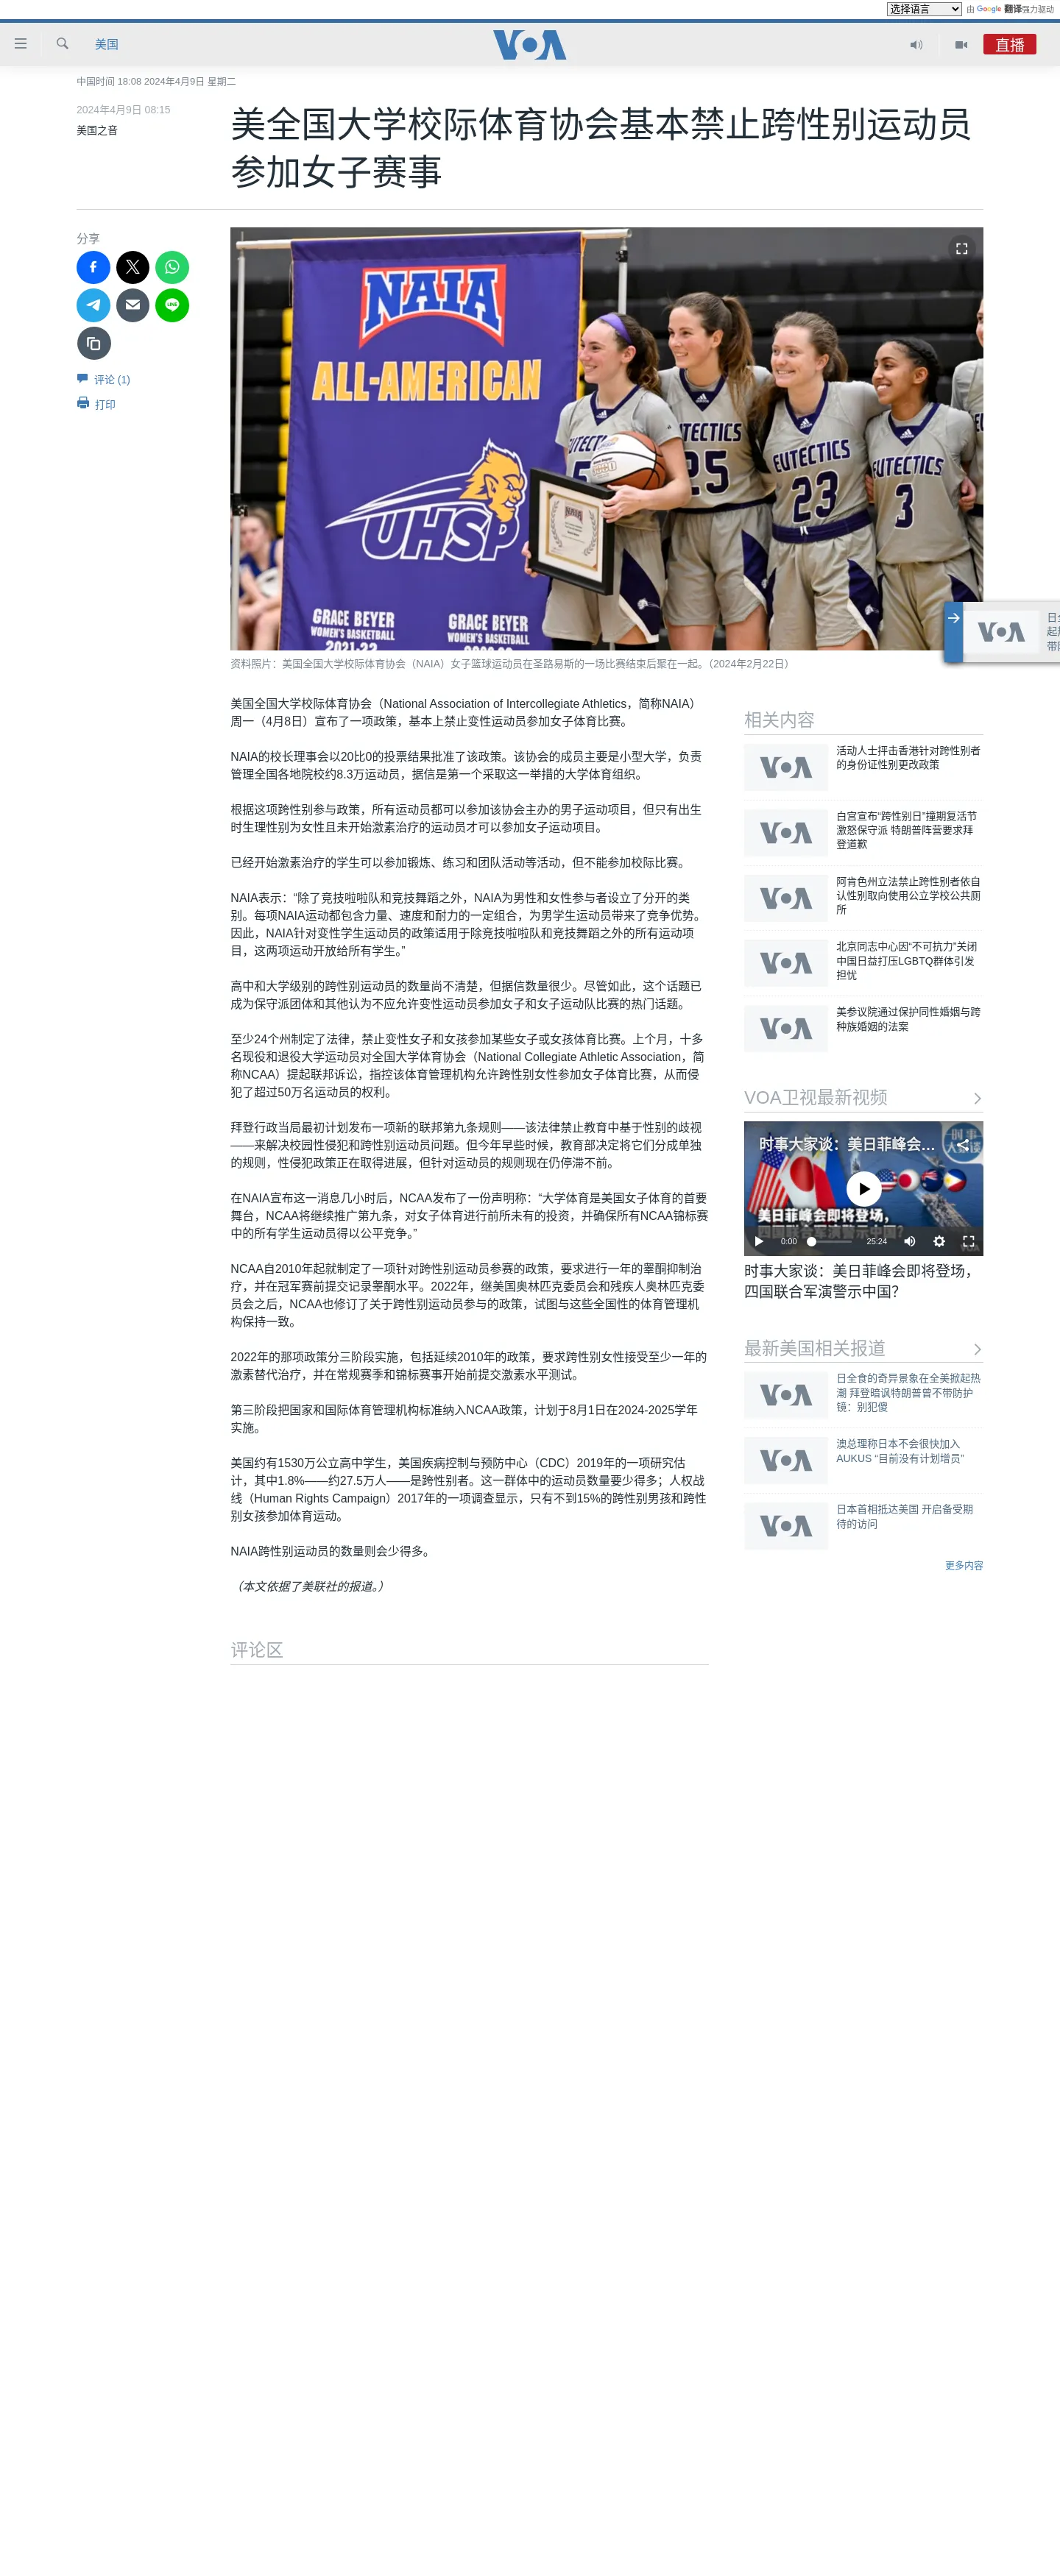 选择语言
由 Google 翻译强力驱动
美国
VOA
直播
中国时间 18:08 2024年4月9日 星期二
2024年4月9日 08:15
美国之音
美全国大学校际体育协会基本禁止跨性别运动员
参加女子赛事
分享
评论 (1)
打印
NAIA
ALL-AMERICAN
UHSP
GRACE BEYER
WOMEN'S BASKETBALL
2021-22
GRACE BEYER
WOMEN'S BASKETBALL
NAIA
EUTECTICS
25
EUTECTICS
23
EUTECTICS
3
资料照片：美国全国大学校际体育协会（NAIA）女子篮球运动员在圣路易斯的一场比赛结束后聚在一起。（2024年2月22日）
美国全国大学校际体育协会（National Association of Intercollegiate Athletics，简称NAIA）
周一（4月8日）宣布了一项政策，基本上禁止变性运动员参加女子体育比赛。
NAIA的校长理事会以20比0的投票结果批准了该政策。该协会的成员主要是小型大学，负责
管理全国各地院校约8.3万运动员，据信是第一个采取这一举措的大学体育组织。
根据这项跨性别参与政策，所有运动员都可以参加该协会主办的男子运动项目，但只有出生
时生理性别为女性且未开始激素治疗的运动员才可以参加女子运动项目。
已经开始激素治疗的学生可以参加锻炼、练习和团队活动等活动，但不能参加校际比赛。
NAIA表示：“除了竞技啦啦队和竞技舞蹈之外，NAIA为男性和女性参与者设立了分开的类
别。每项NAIA运动都包含力量、速度和耐力的一定组合，为男学生运动员带来了竞争优势。
因此，NAIA针对变性学生运动员的政策适用于除竞技啦啦队和竞技舞蹈之外的所有运动项
目，这两项运动开放给所有学生。”
高中和大学级别的跨性别运动员的数量尚不清楚，但据信数量很少。尽管如此，这个话题已
成为保守派团体和其他认为不应允许变性运动员参加女子和女子运动队比赛的热门话题。
至少24个州制定了法律，禁止变性女子和女孩参加某些女子或女孩体育比赛。上个月，十多
名现役和退役大学运动员对全国大学体育协会（National Collegiate Athletic Association，简
称NCAA）提起联邦诉讼，指控该体育管理机构允许跨性别女性参加女子体育比赛，从而侵
犯了超过50万名运动员的权利。
拜登行政当局最初计划发布一项新的联邦第九条规则——该法律禁止教育中基于性别的歧视
——来解决校园性侵犯和跨性别运动员问题。但今年早些时候，教育部决定将它们分成单独
的规则，性侵犯政策正在取得进展，但针对运动员的规则现在仍停滞不前。
在NAIA宣布这一消息几小时后，NCAA发布了一份声明称：“大学体育是美国女子体育的首要
舞台，NCAA将继续推广第九条，对女子体育进行前所未有的投资，并确保所有NCAA锦标赛
中的所有学生运动员得以公平竞争。”
NCAA自2010年起就制定了一项针对跨性别运动员参赛的政策，要求进行一年的睾酮抑制治
疗，并在冠军赛前提交记录睾酮水平。2022年，继美国奥林匹克委员会和残疾人奥林匹克委
员会之后，NCAA也修订了关于跨性别运动员参与的政策，试图与这些全国性的体育管理机
构保持一致。
2022年的那项政策分三阶段实施，包括延续2010年的政策，要求跨性别女性接受至少一年的
激素替代治疗，并在常规赛季和锦标赛事开始前提交激素水平测试。
第三阶段把国家和国际体育管理机构标准纳入NCAA政策，计划于8月1日在2024-2025学年
实施。
美国约有1530万公立高中学生，美国疾病控制与预防中心（CDC）2019年的一项研究估
计，其中1.8%——约27.5万人——是跨性别者。这一群体中的运动员数量要少得多；人权战
线（Human Rights Campaign）2017年的一项调查显示，只有不到15%的跨性别男孩和跨性
别女孩参加体育运动。
NAIA跨性别运动员的数量则会少得多。
（本文依据了美联社的报道。）
评论区
相关内容
VOA
活动人士抨击香港针对跨性别者
的身份证性别更改政策
VOA
白宫宣布“跨性别日”撞期复活节
激怒保守派 特朗普阵营要求拜
登道歉
VOA
阿肯色州立法禁止跨性别者依自
认性别取向使用公立学校公共厕
所
VOA
北京同志中心因“不可抗力”关闭
中国日益打压LGBTQ群体引发
担忧
VOA
美参议院通过保护同性婚姻与跨
种族婚姻的法案
VOA卫视最新视频
时事大家谈：美日菲峰会...
美日菲峰会即将登场，
四国联合军演警示中国？
0:00
25:24
时事大家谈：美日菲峰会即将登场，
四国联合军演警示中国？
最新美国相关报道
VOA
日全食的奇异景象在全美掀起热
潮 拜登暗讽特朗普曾不带防护
镜：别犯傻
VOA
澳总理称日本不会很快加入
AUKUS “目前没有计划增员”
VOA
日本首相抵达美国 开启备受期
待的访问
更多内容
VOA